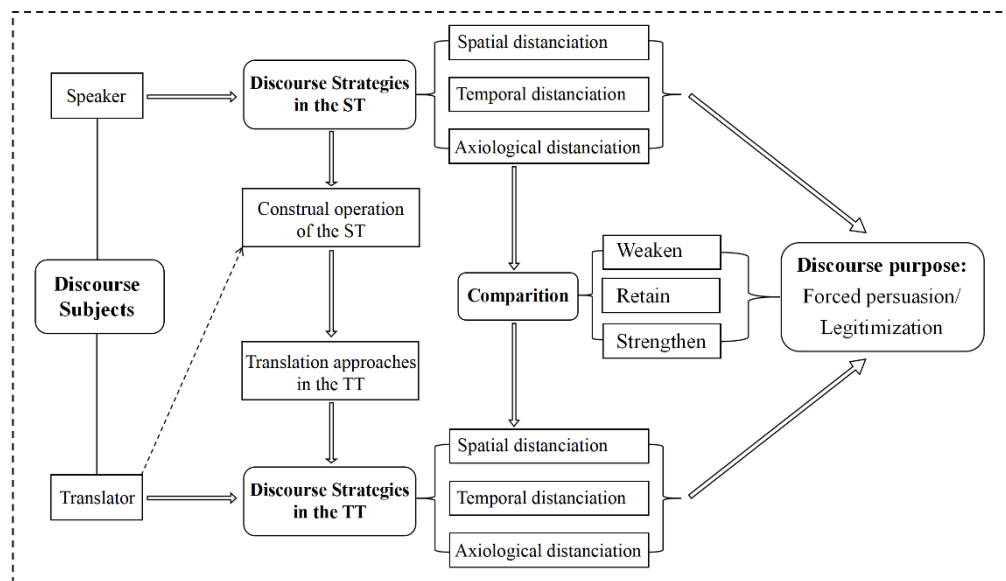 Speaker
Discourse Strategies
in the ST
Spatial distanciation
Temporal distanciation
Axiological distanciation
Construal operation
of the ST
Discourse
Subjects
Comparition
Weaken
Retain
Strengthen
Discourse purpose:
Forced persuasion/
Legitimization
Translation approaches
in the TT
Translator
Discourse Strategies
in the TT
Spatial distanciation
Temporal distanciation
Axiological distanciation